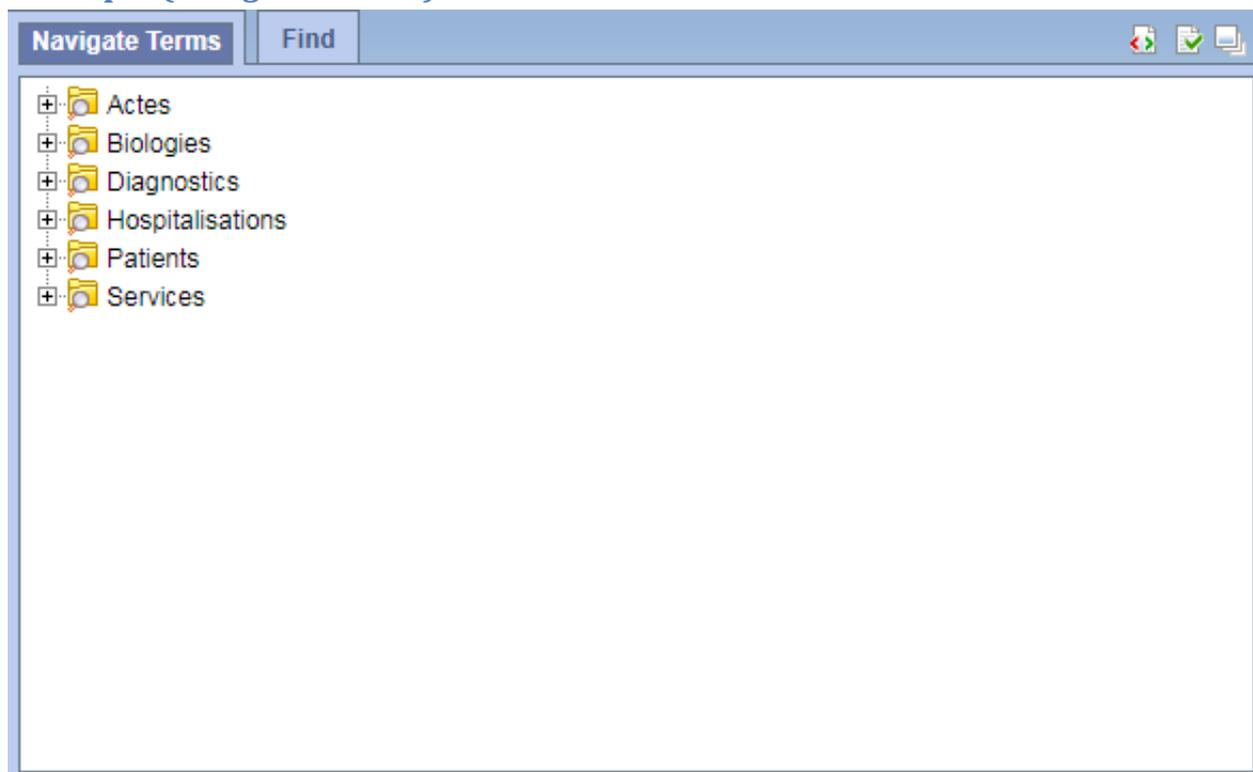 Navigate Terms
Find
Actes
Biologies
Diagnostics
Hospitalisations
Patients
Services